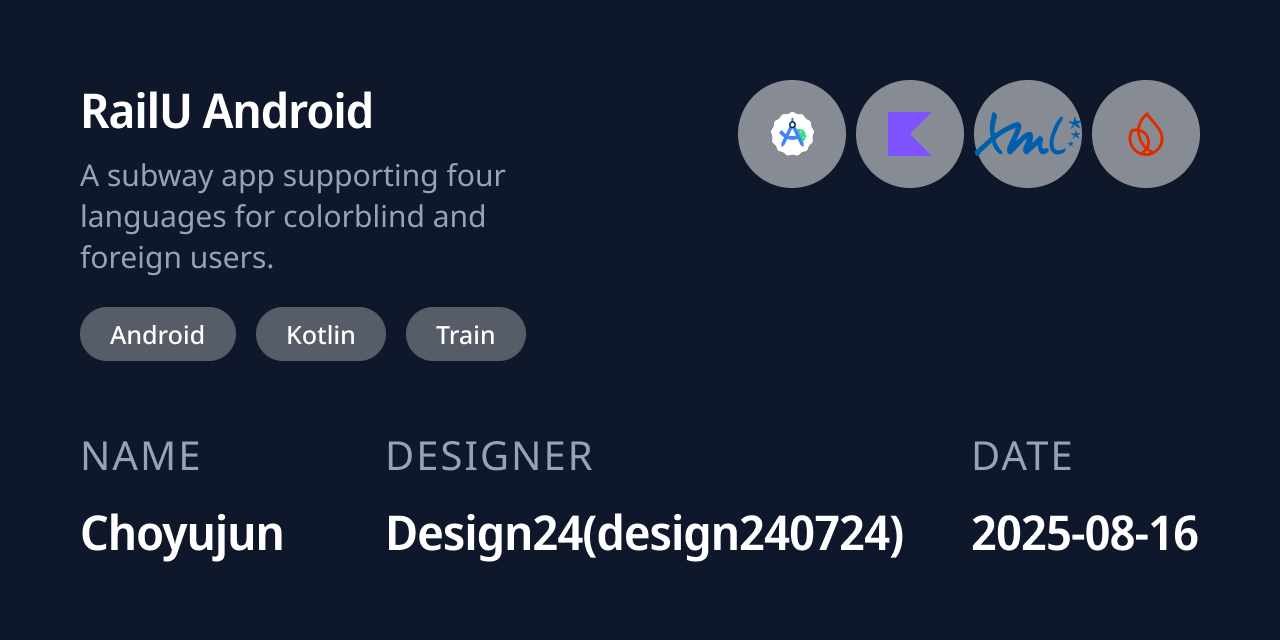 RailU Android
A subway app supporting four
languages for colorblind and
foreign users.
Android
Kotlin
Train
Xml
NAME
DESIGNER
DATE
Choyujun
Design24(design240724)
2025-08-16